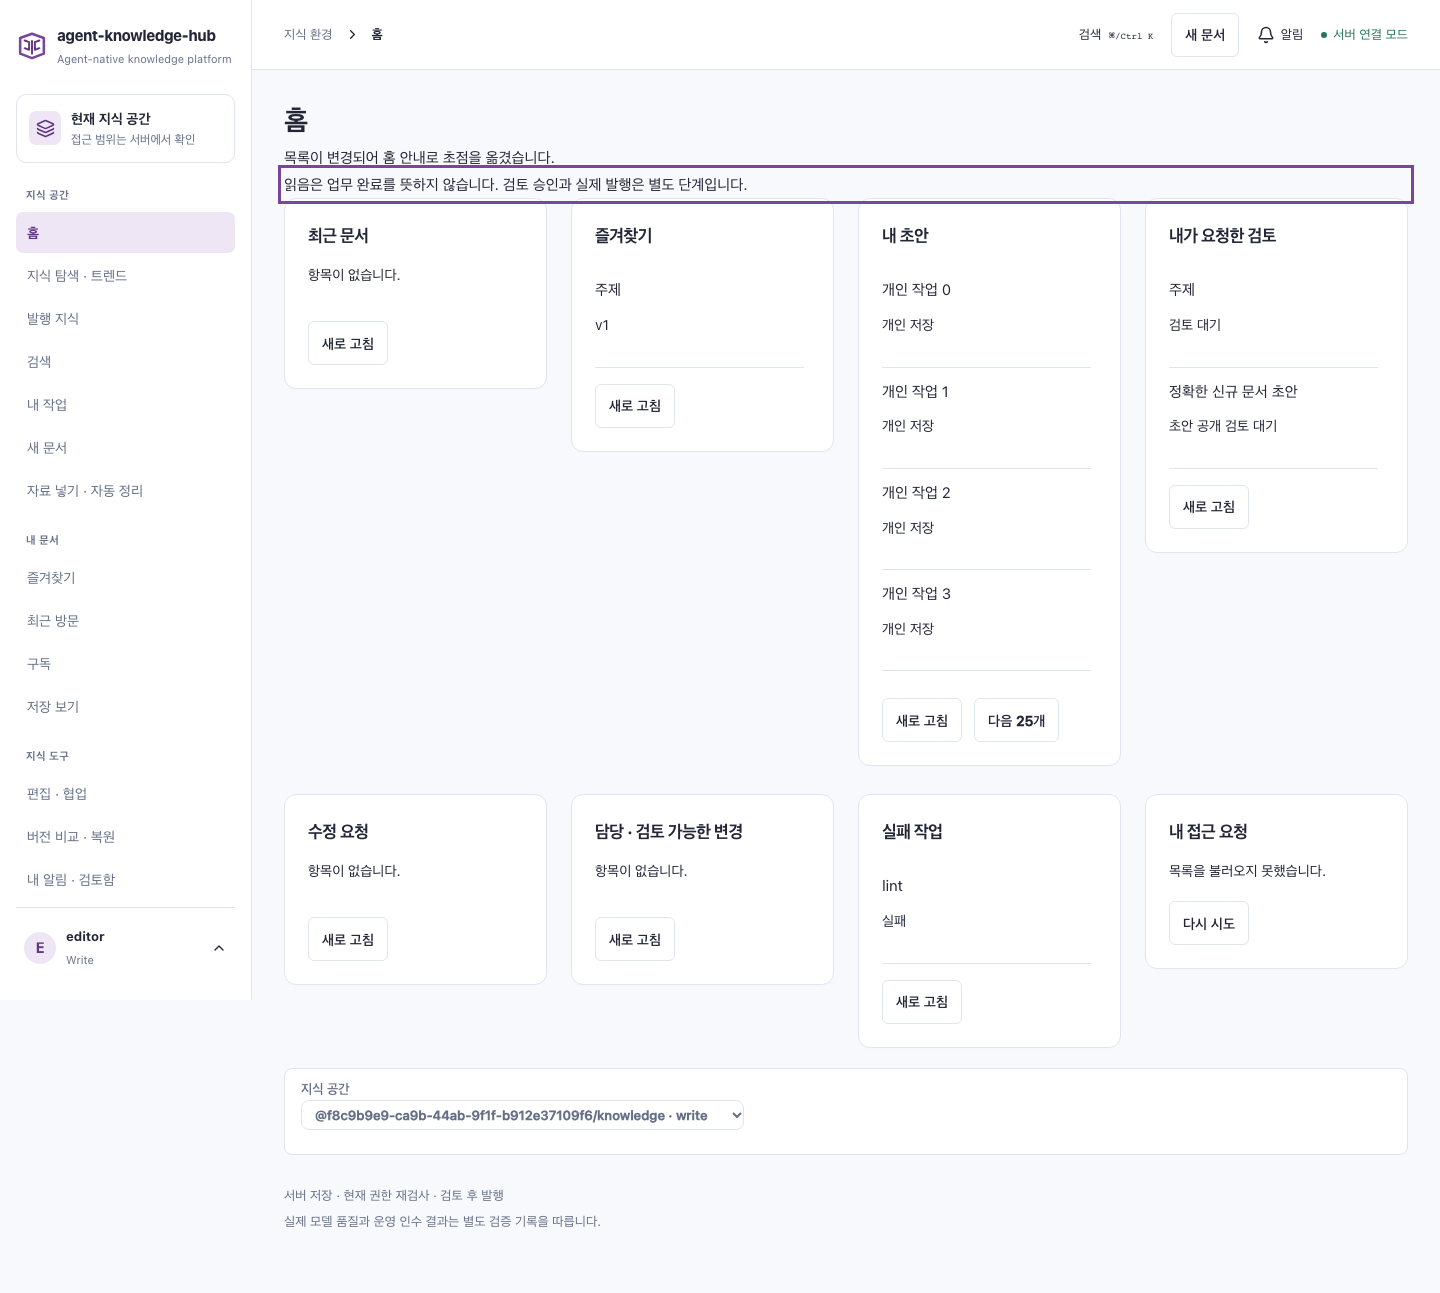 agent-knowledge-hub
Agent-native knowledge platform
현재 지식 공간
접근 범위는 서버에서 확인
지식 공간
홈
지식 탐색 · 트렌드
발행 지식
검색
내 작업
새 문서
자료 넣기 · 자동 정리
내 문서
즐겨찾기
최근 방문
구독
저장 보기
지식 도구
편집 · 협업
버전 비교 · 복원
내 알림 · 검토함
E
editor
Write
지식 환경 > 홈
검색 ⌘/Ctrl K
새 문서
알림
서버 연결 모드
홈
목록이 변경되어 홈 안내로 초점을 옮겼습니다.
읽음은 업무 완료를 뜻하지 않습니다. 검토 승인과 실제 발행은 별도 단계입니다.
최근 문서
항목이 없습니다.
새로 고침
즐겨찾기
주제
v1
새로 고침
내 초안
개인 작업 0
개인 저장
개인 작업 1
개인 저장
개인 작업 2
개인 저장
개인 작업 3
개인 저장
새로 고침
다음 25개
내가 요청한 검토
주제
검토 대기
정확한 신규 문서 초안
초안 공개 검토 대기
새로 고침
수정 요청
항목이 없습니다.
새로 고침
담당 · 검토 가능한 변경
항목이 없습니다.
새로 고침
실패 작업
lint
실패
새로 고침
내 접근 요청
목록을 불러오지 못했습니다.
다시 시도
지식 공간
@f8c9b9e9-ca9b-44ab-9f1f-b912e37109f6/knowledge · write
서버 저장 · 현재 권한 재검사 · 검토 후 발행
실제 모델 품질과 운영 인수 결과는 별도 검증 기록을 따릅니다.